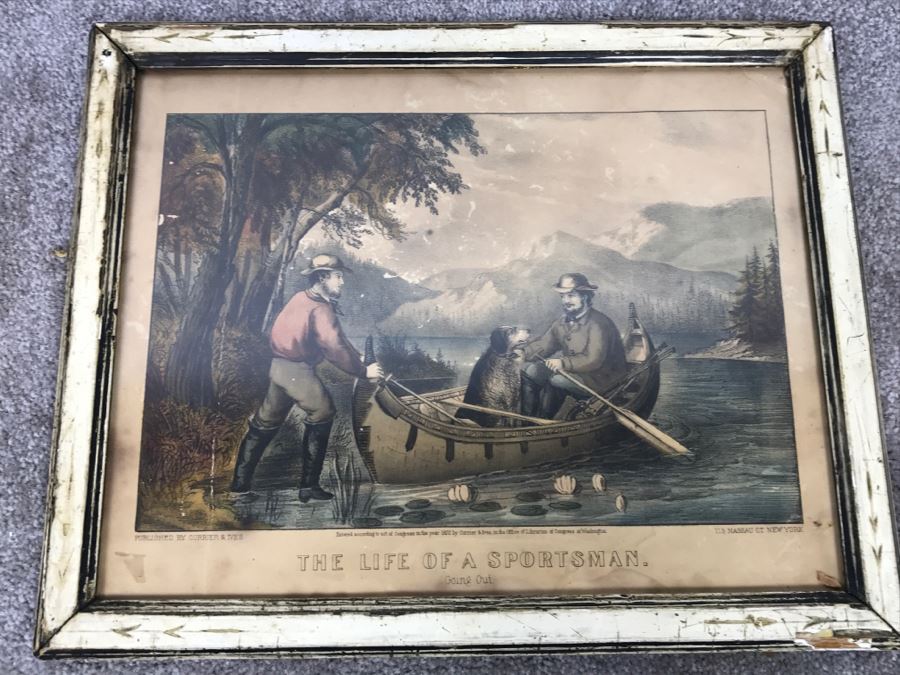 PUBLISHED BY CURRIER & IVES
Entered according to act of Congress in the year 1872 by Currier & Ives, in the Office of Librarian of Congress at Washington.
NASSAU ST. NEW YORK
THE LIFE OF A SPORTSMAN.
Going Out.